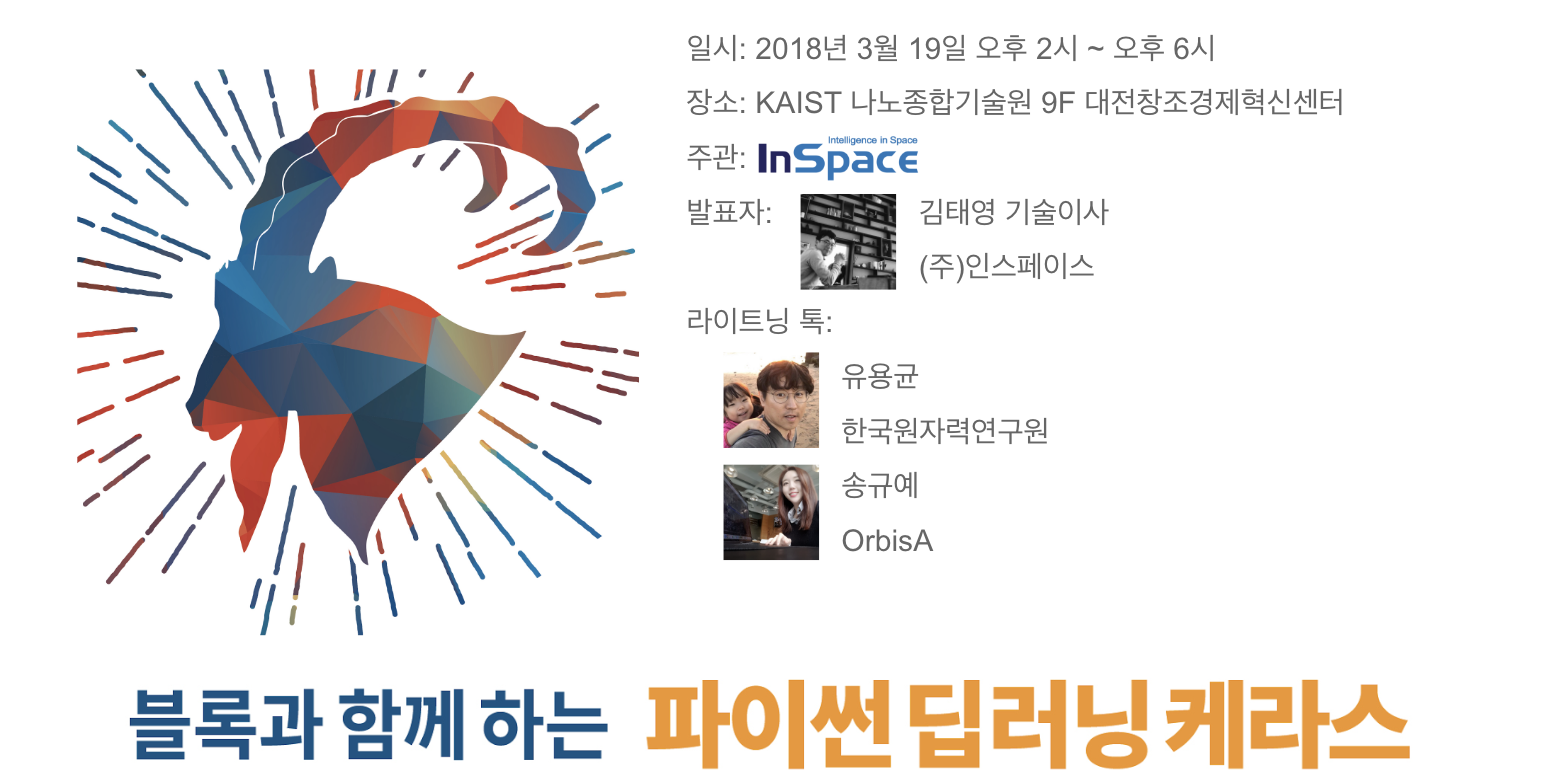 일시: 2018년 3월 19일 오후 2시 ~ 오후 6시
장소: KAIST 나노종합기술원 9F 대전창조경제혁신센터
주관: InSpace Intelligence in Space
발표자: 김태영 기술이사
(주)인스페이스
라이트닝 톡:
유용균
한국원자력연구원
송규예
OrbisA
블록과 함께 하는 파이썬 딥러닝 케라스